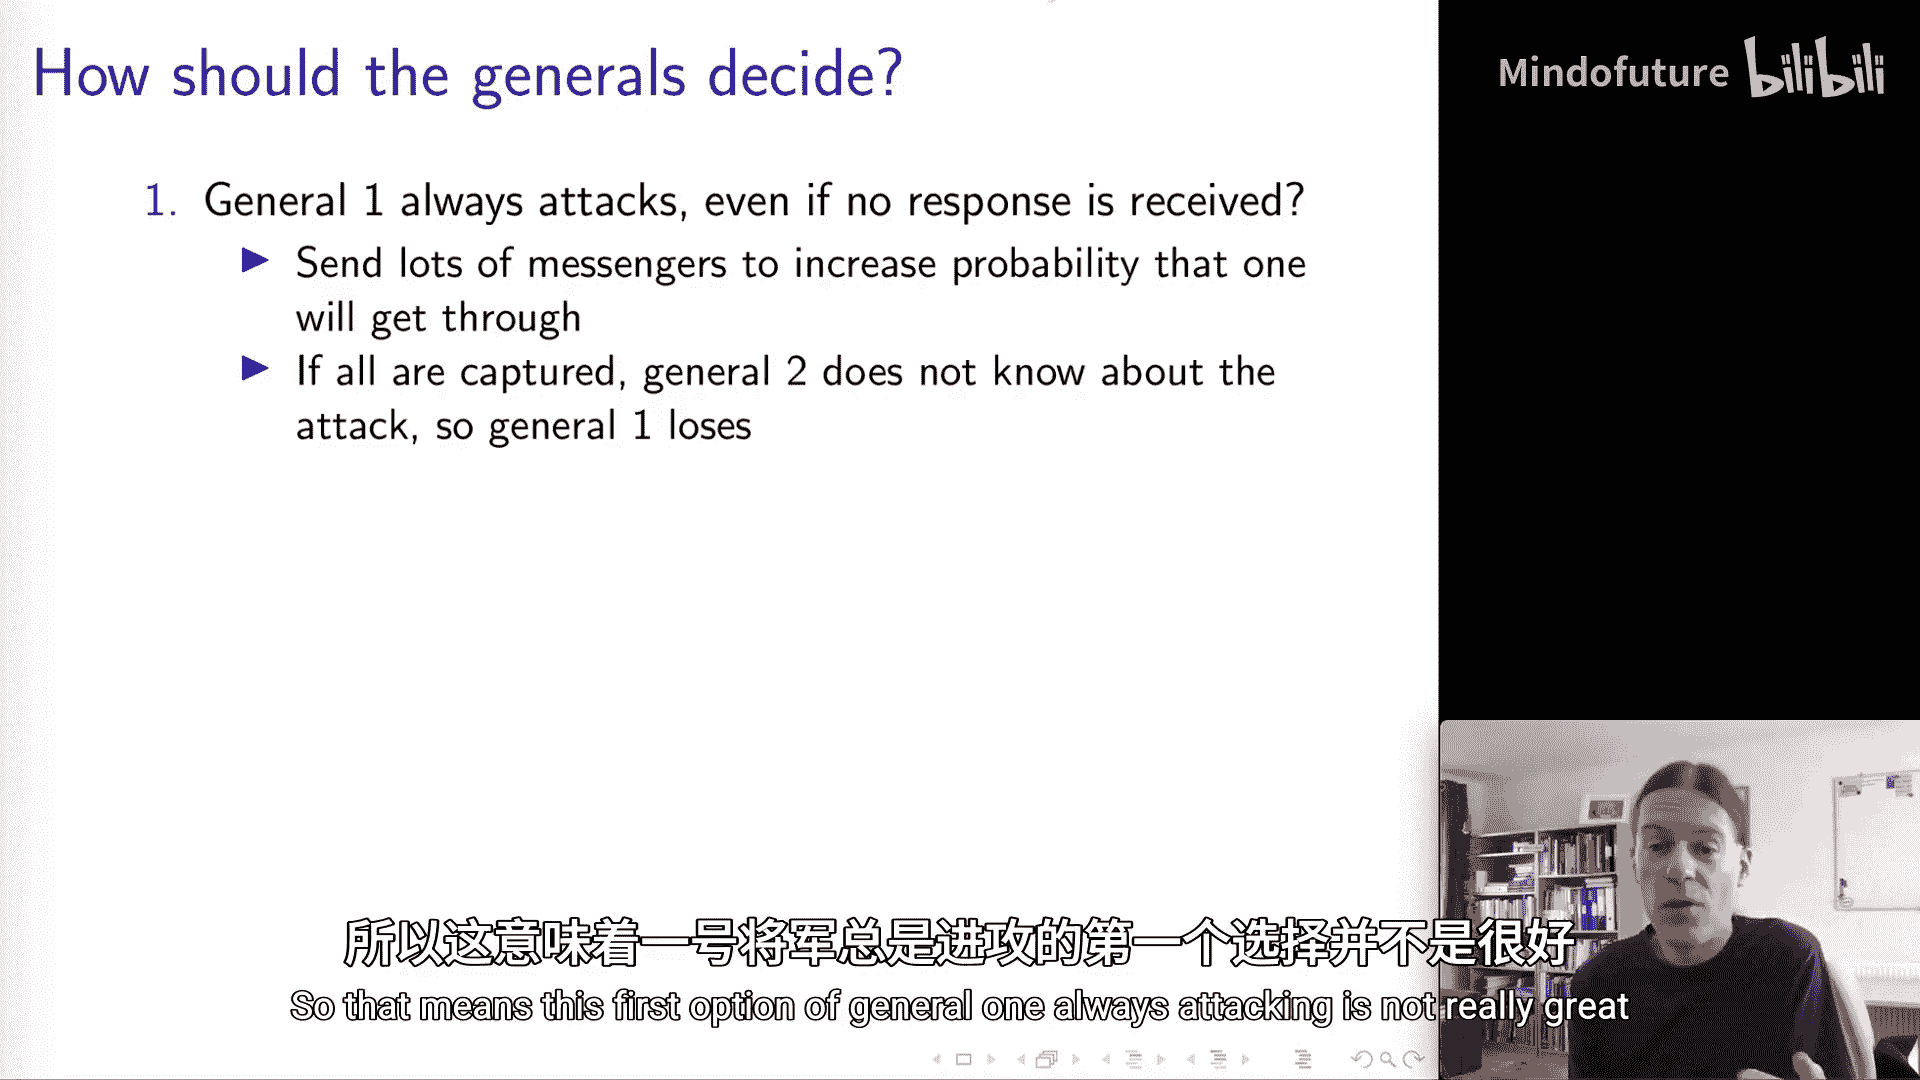 How should the generals decide?
Mindofuture bilibili
1. General 1 always attacks, even if no response is received?
Send lots of messengers to increase probability that one
will get through
If all are captured, general 2 does not know about the
attack, so general 1 loses
所以这意味着一号将军总是进攻的第一个选择并不是很好
So that means this first option of general one always attacking is not really great